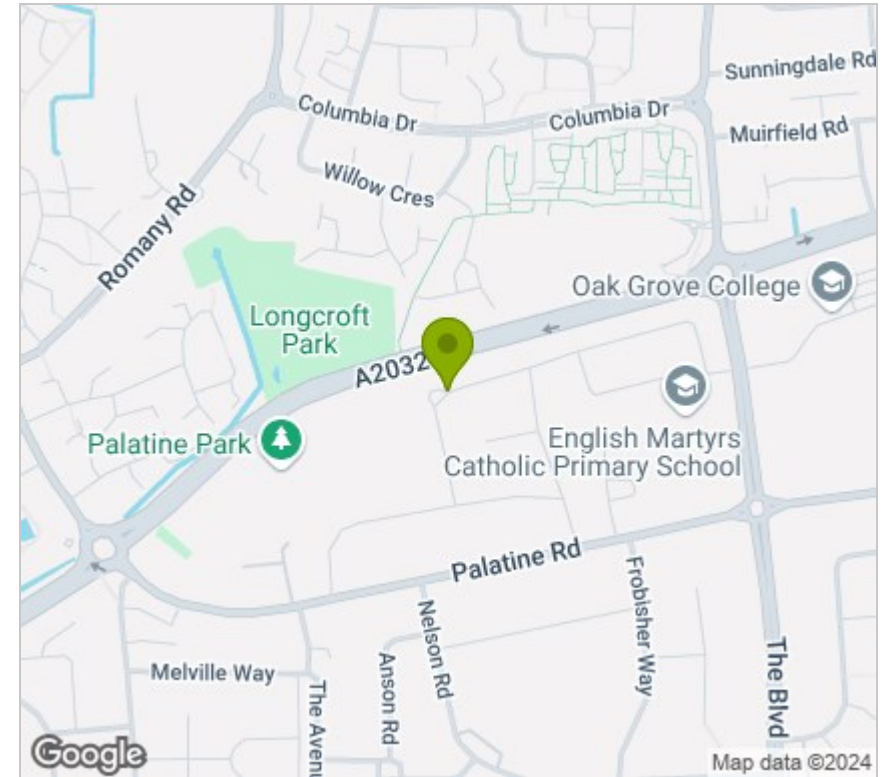 Sunningdale Rd
Columbia Dr
Columbia Dr
Muirfield Rd
Willow Cres
Romany Rd
Oak Grove College
Longcroft
Park
A2032
Palatine Park
English Martyrs
Catholic Primary School
Palatine Rd
Frobisher Way
Nelson Rd
Anson Rd
The Blvd
Melville Way
The Avenu
Google
Map data ©2024